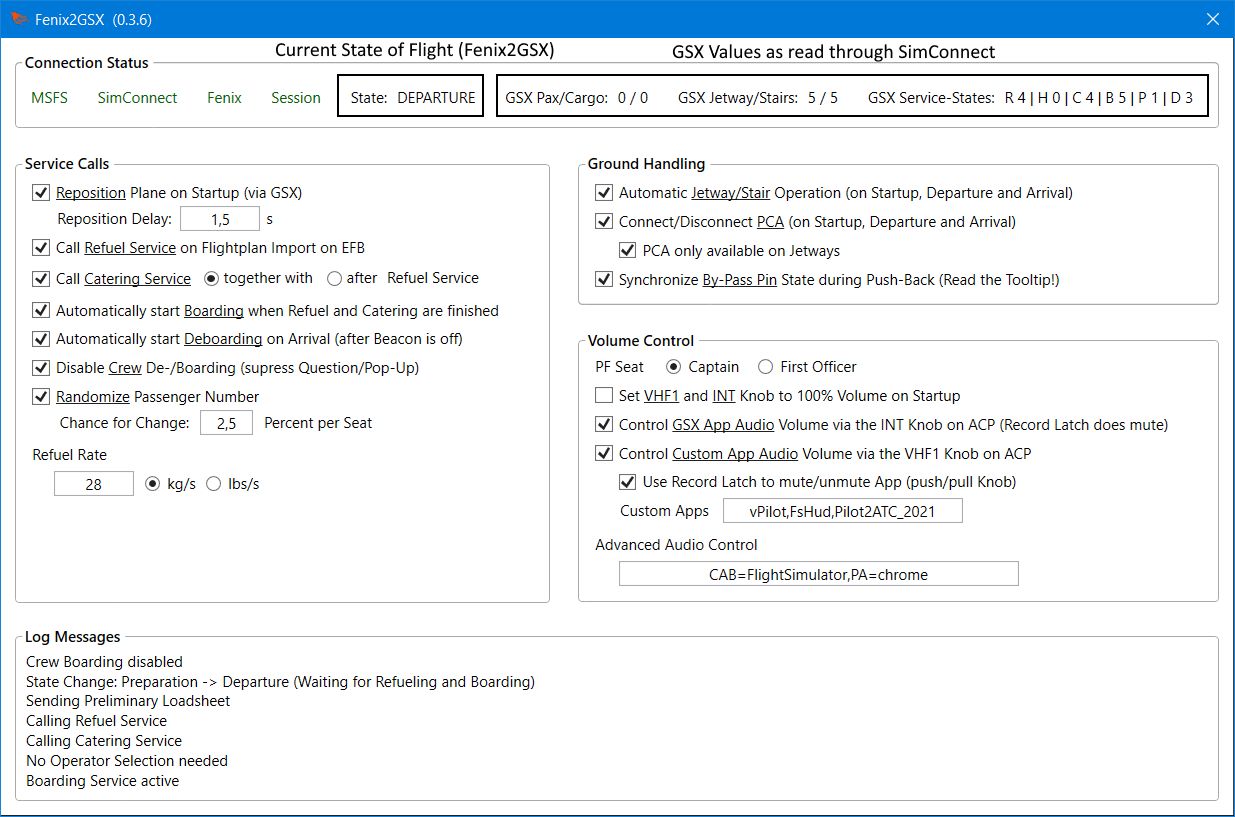 Fenix2GSX (0.3.6)
Current State of Flight (Fenix2GSX)
GSX Values as read through SimConnect
Connection Status
MSFS SimConnect Fenix Session State: DEPARTURE GSX Pax/Cargo: 0 / 0 GSX Jetway/Stairs: 5 / 5 GSX Service-States: R 4 | H 0 | C 4 | B 5 | P 1 | D 3
Service Calls
Reposition Plane on Startup (via GSX)
Reposition Delay: 1,5 s
Call Refuel Service on Flightplan Import on EFB
Call Catering Service together with after Refuel Service
Automatically start Boarding when Refuel and Catering are finished
Automatically start Deboarding on Arrival (after Beacon is off)
Disable Crew De-/Boarding (supress Question/Pop-Up)
Randomize Passenger Number
Chance for Change: 2,5 Percent per Seat
Refuel Rate
28 kg/s lbs/s
Ground Handling
Automatic Jetway/Stair Operation (on Startup, Departure and Arrival)
Connect/Disconnect PCA (on Startup, Departure and Arrival)
PCA only available on Jetways
Synchronize By-Pass Pin State during Push-Back (Read the Tooltip!)
Volume Control
PF Seat Captain First Officer
Set VHF1 and INT Knob to 100% Volume on Startup
Control GSX App Audio Volume via the INT Knob on ACP (Record Latch does mute)
Control Custom App Audio Volume via the VHF1 Knob on ACP
Use Record Latch to mute/unmute App (push/pull Knob)
Custom Apps vPilot,FsHud,Pilot2ATC_2021
Advanced Audio Control
CAB=FlightSimulator,PA=chrome
Log Messages
Crew Boarding disabled
State Change: Preparation -> Departure (Waiting for Refueling and Boarding)
Sending Preliminary Loadsheet
Calling Refuel Service
Calling Catering Service
No Operator Selection needed
Boarding Service active